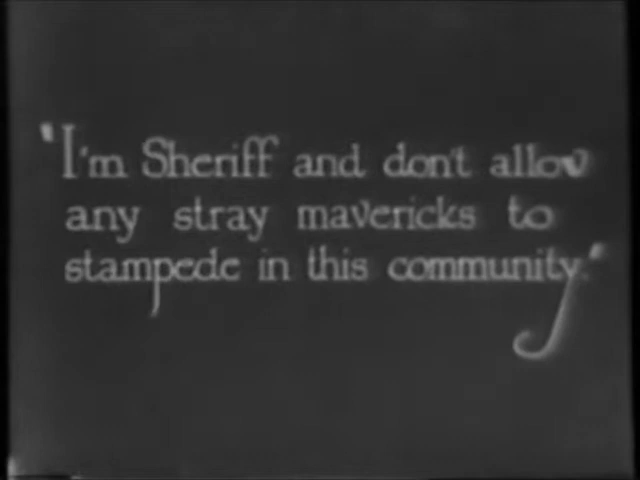 "I'm Sheriff and don't allow
any stray mavericks to
stampede in this community."